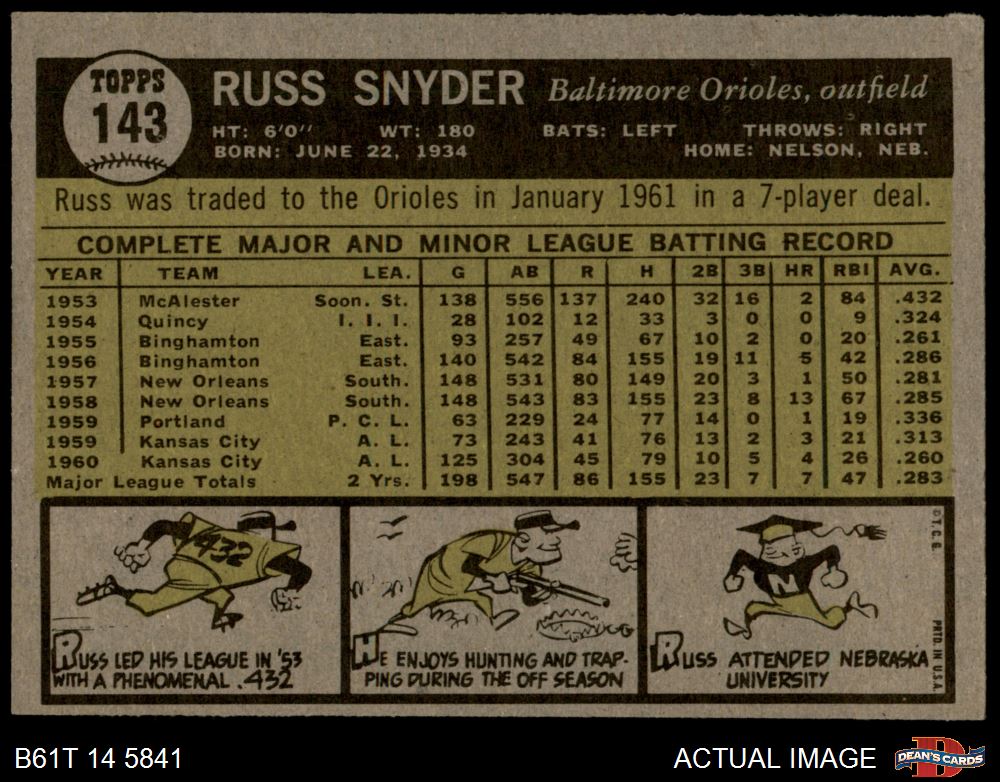 TOPPS
143
RUSS SNYDER Baltimore Orioles, outfield
HT: 6'0" WT: 180 BATS: LEFT THROWS: RIGHT
BORN: JUNE 22, 1934 HOME: NELSON, NEB.
Russ was traded to the Orioles in January 1961 in a 7-player deal.
COMPLETE MAJOR AND MINOR LEAGUE BATTING RECORD
YEAR TEAM LEA. G AB R H 2B 3B HR RBI AVG.
1953 McAlester Soon. St. 138 556 137 240 32 16 2 84 .432
1954 Quincy I. I. I. 28 102 12 33 3 0 0 9 .324
1955 Binghamton East. 93 257 49 67 10 2 0 20 .261
1956 Binghamton East. 140 542 84 155 19 11 5 42 .286
1957 New Orleans South. 148 531 80 149 20 3 1 50 .281
1958 New Orleans South. 148 543 83 155 23 8 13 67 .285
1959 Portland P. C. L. 63 229 24 77 14 0 1 19 .336
1959 Kansas City A. L. 73 243 41 76 13 2 3 21 .313
1960 Kansas City A. L. 125 304 45 79 10 5 4 26 .260
Major League Totals 2 Yrs. 198 547 86 155 23 7 7 47 .283
.432
RUSS LED HIS LEAGUE IN '53
WITH A PHENOMENAL .432
HE ENJOYS HUNTING AND TRAP-
PING DURING THE OFF SEASON
N
RUSS ATTENDED NEBRASKA
UNIVERSITY
©T. C. G.
PRTD. IN U.S.A.
B61T 14 5841
ACTUAL IMAGE
D
DEAN'S CARDS